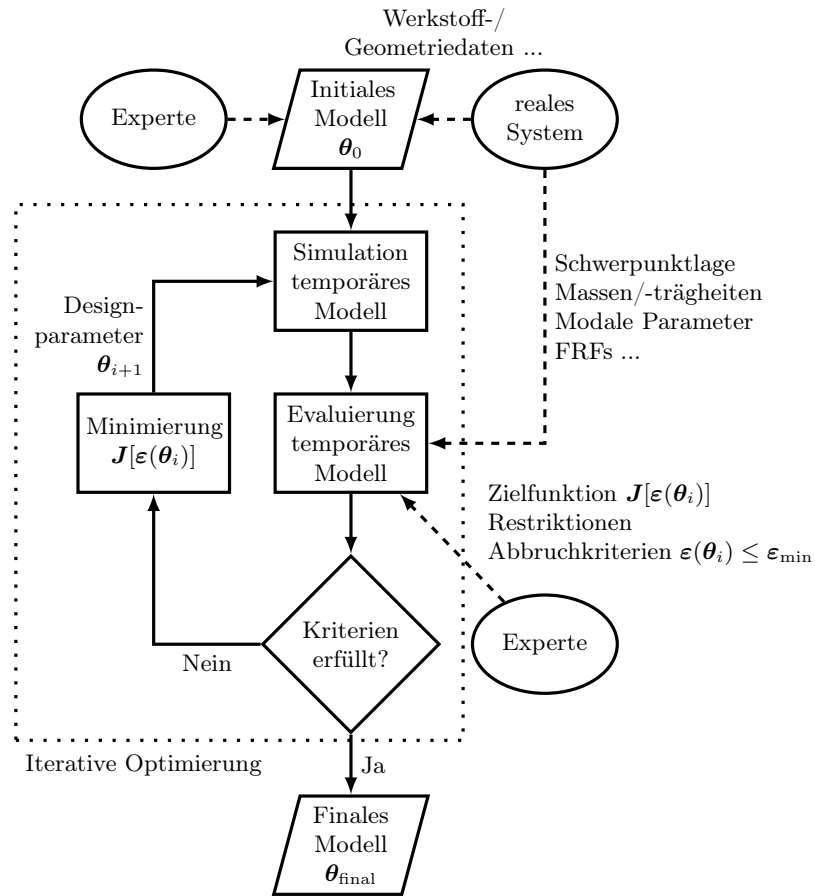 Werkstoff-/
Geometriedaten ...
Experte
Initiales
Modell
θ₀
reales
System
Simulation
temporäres
Modell
Schwerpunktlage
Massen/-trägheiten
Modale Parameter
FRFs ...
Design-
parameter
θᵢ₊₁
Minimierung
J[ε(θᵢ)]
Evaluierung
temporäres
Modell
Zielfunktion J[ε(θᵢ)]
Restriktionen
Abbruchkriterien ε(θᵢ) ≤ ε_min
Kriterien
erfüllt?
Nein
Experte
Iterative Optimierung
Ja
Finales
Modell
θ_final